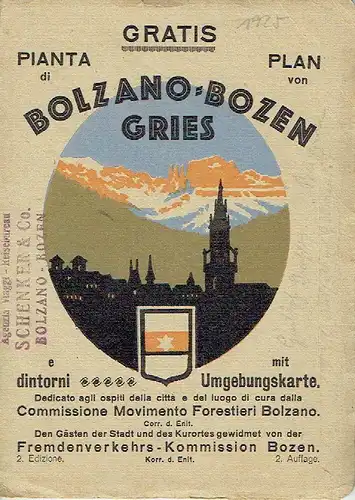 GRATIS
1925
PIANTA PLAN
di von
BOLZANO-BOZEN
GRIES
Agenzia Viaggi - Reisebureau
SCHENKER & Co.
BOLZANO - BOZEN
e mit
dintorni Umgebungskarte.
Dedicato agli ospiti della città e del luogo di cura dalla
Commissione Movimento Forestieri Bolzano.
Corr. d. Enit.
Den Gästen der Stadt und des Kurortes gewidmet von der
Fremdenverkehrs-Kommission Bozen.
2. Edizione. Korr. d. Enit. 2. Auflage.